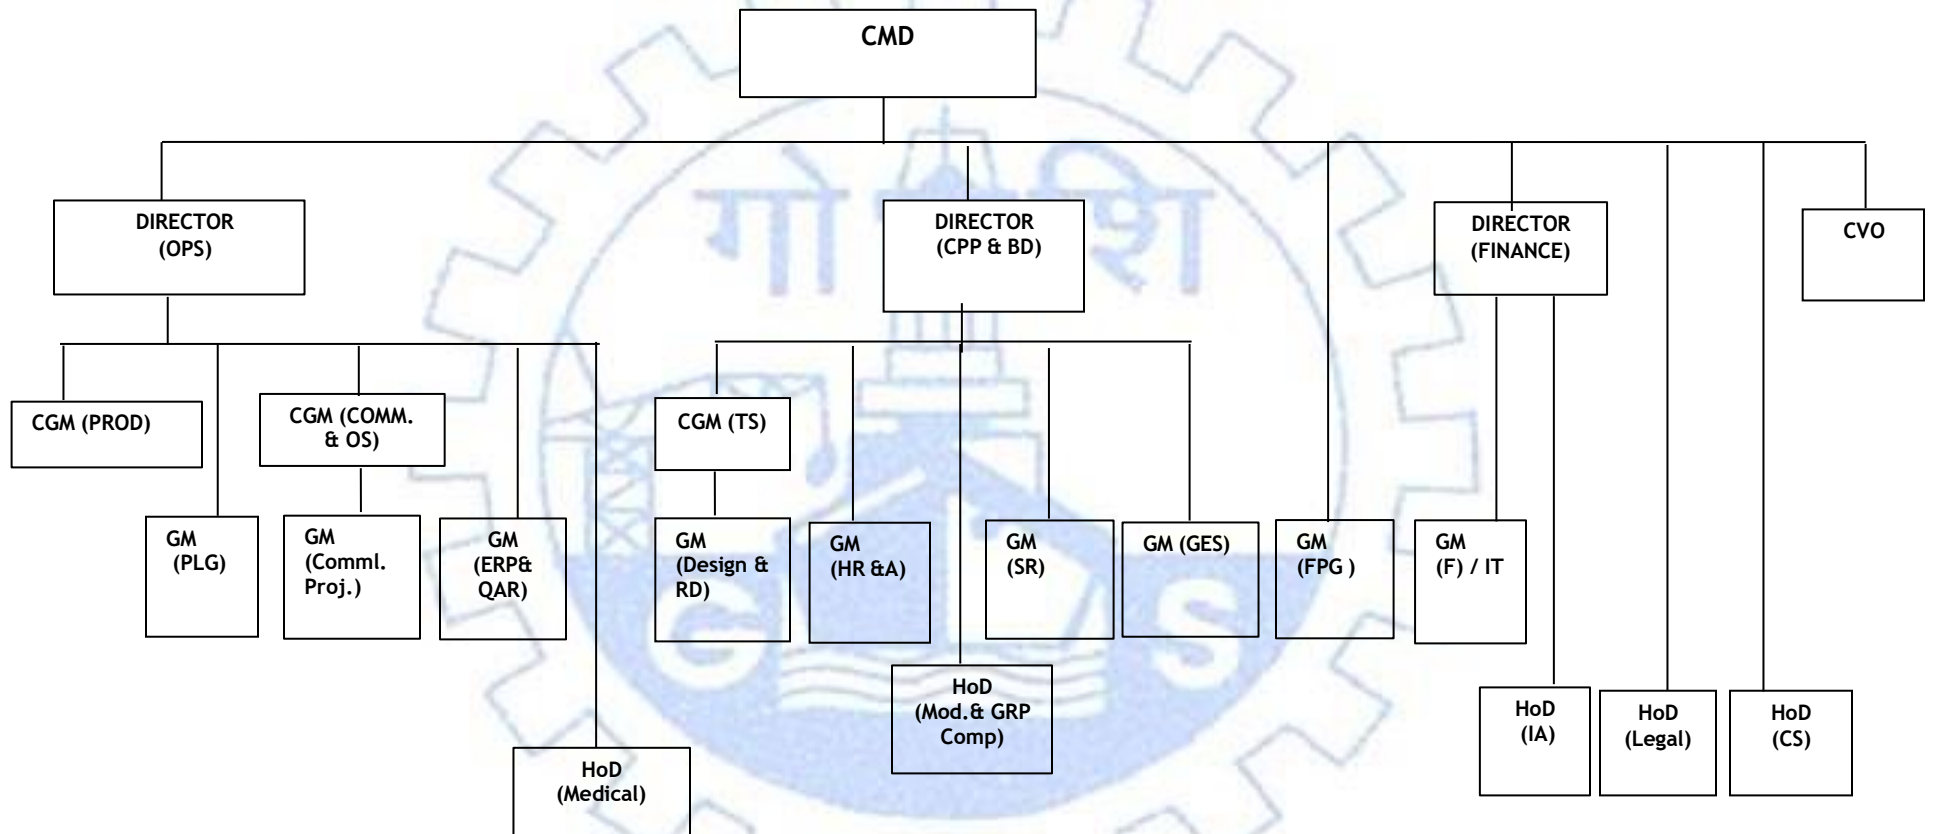 CMD
DIRECTOR
(OPS)
DIRECTOR
(CPP & BD)
DIRECTOR
(FINANCE)
CVO
CGM (PROD)
CGM (COMM.
& OS)
CGM (TS)
GM
(PLG)
GM
(Comml.
Proj.)
GM
(ERP&
QAR)
GM
(Design &
RD)
GM
(HR &A)
GM
(SR)
GM (GES)
GM
(FPG )
GM
(F) / IT
HoD
(Mod.& GRP
Comp)
HoD
(IA)
HoD
(Legal)
HoD
(CS)
HoD
(Medical)
गो
शि
G S